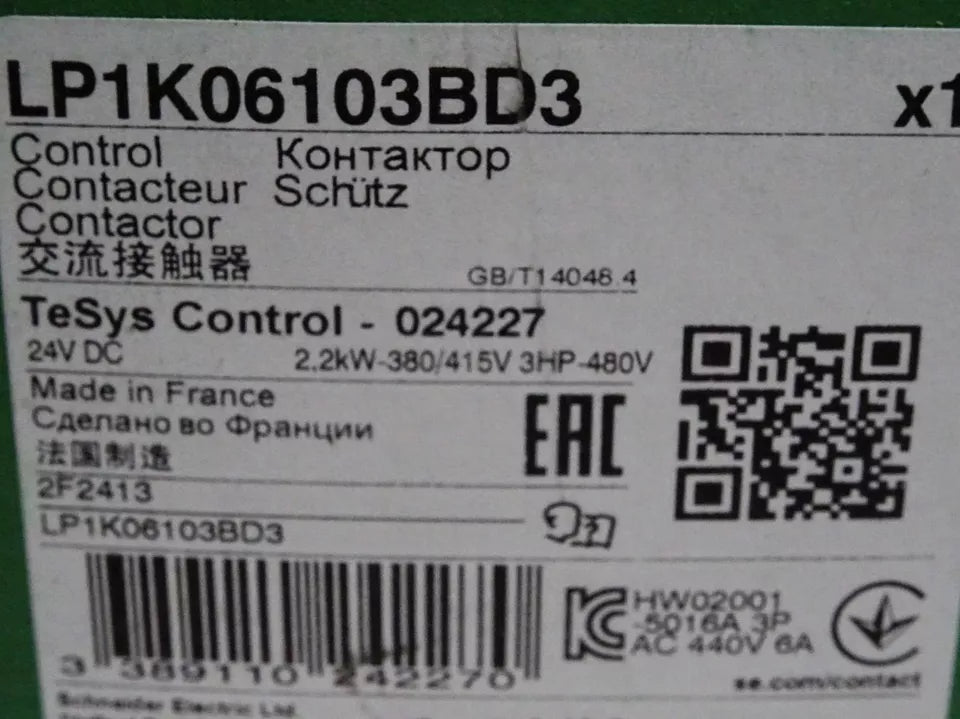 LP1K06103BD3 x1
Control Контактор
Contacteur Schütz
Contactor
交流接触器 GB/T14048.4
TeSys Control - 024227
24V DC 2.2kW-380/415V 3HP-480V
Made in France
Сделано во Франции
法国制造
EAC
2F2413
LP1K06103BD3
HW02001
-5016A 3P
AC 440V 6A
3 389110 242270
se.com/contact
Schneider Electric Ltd.